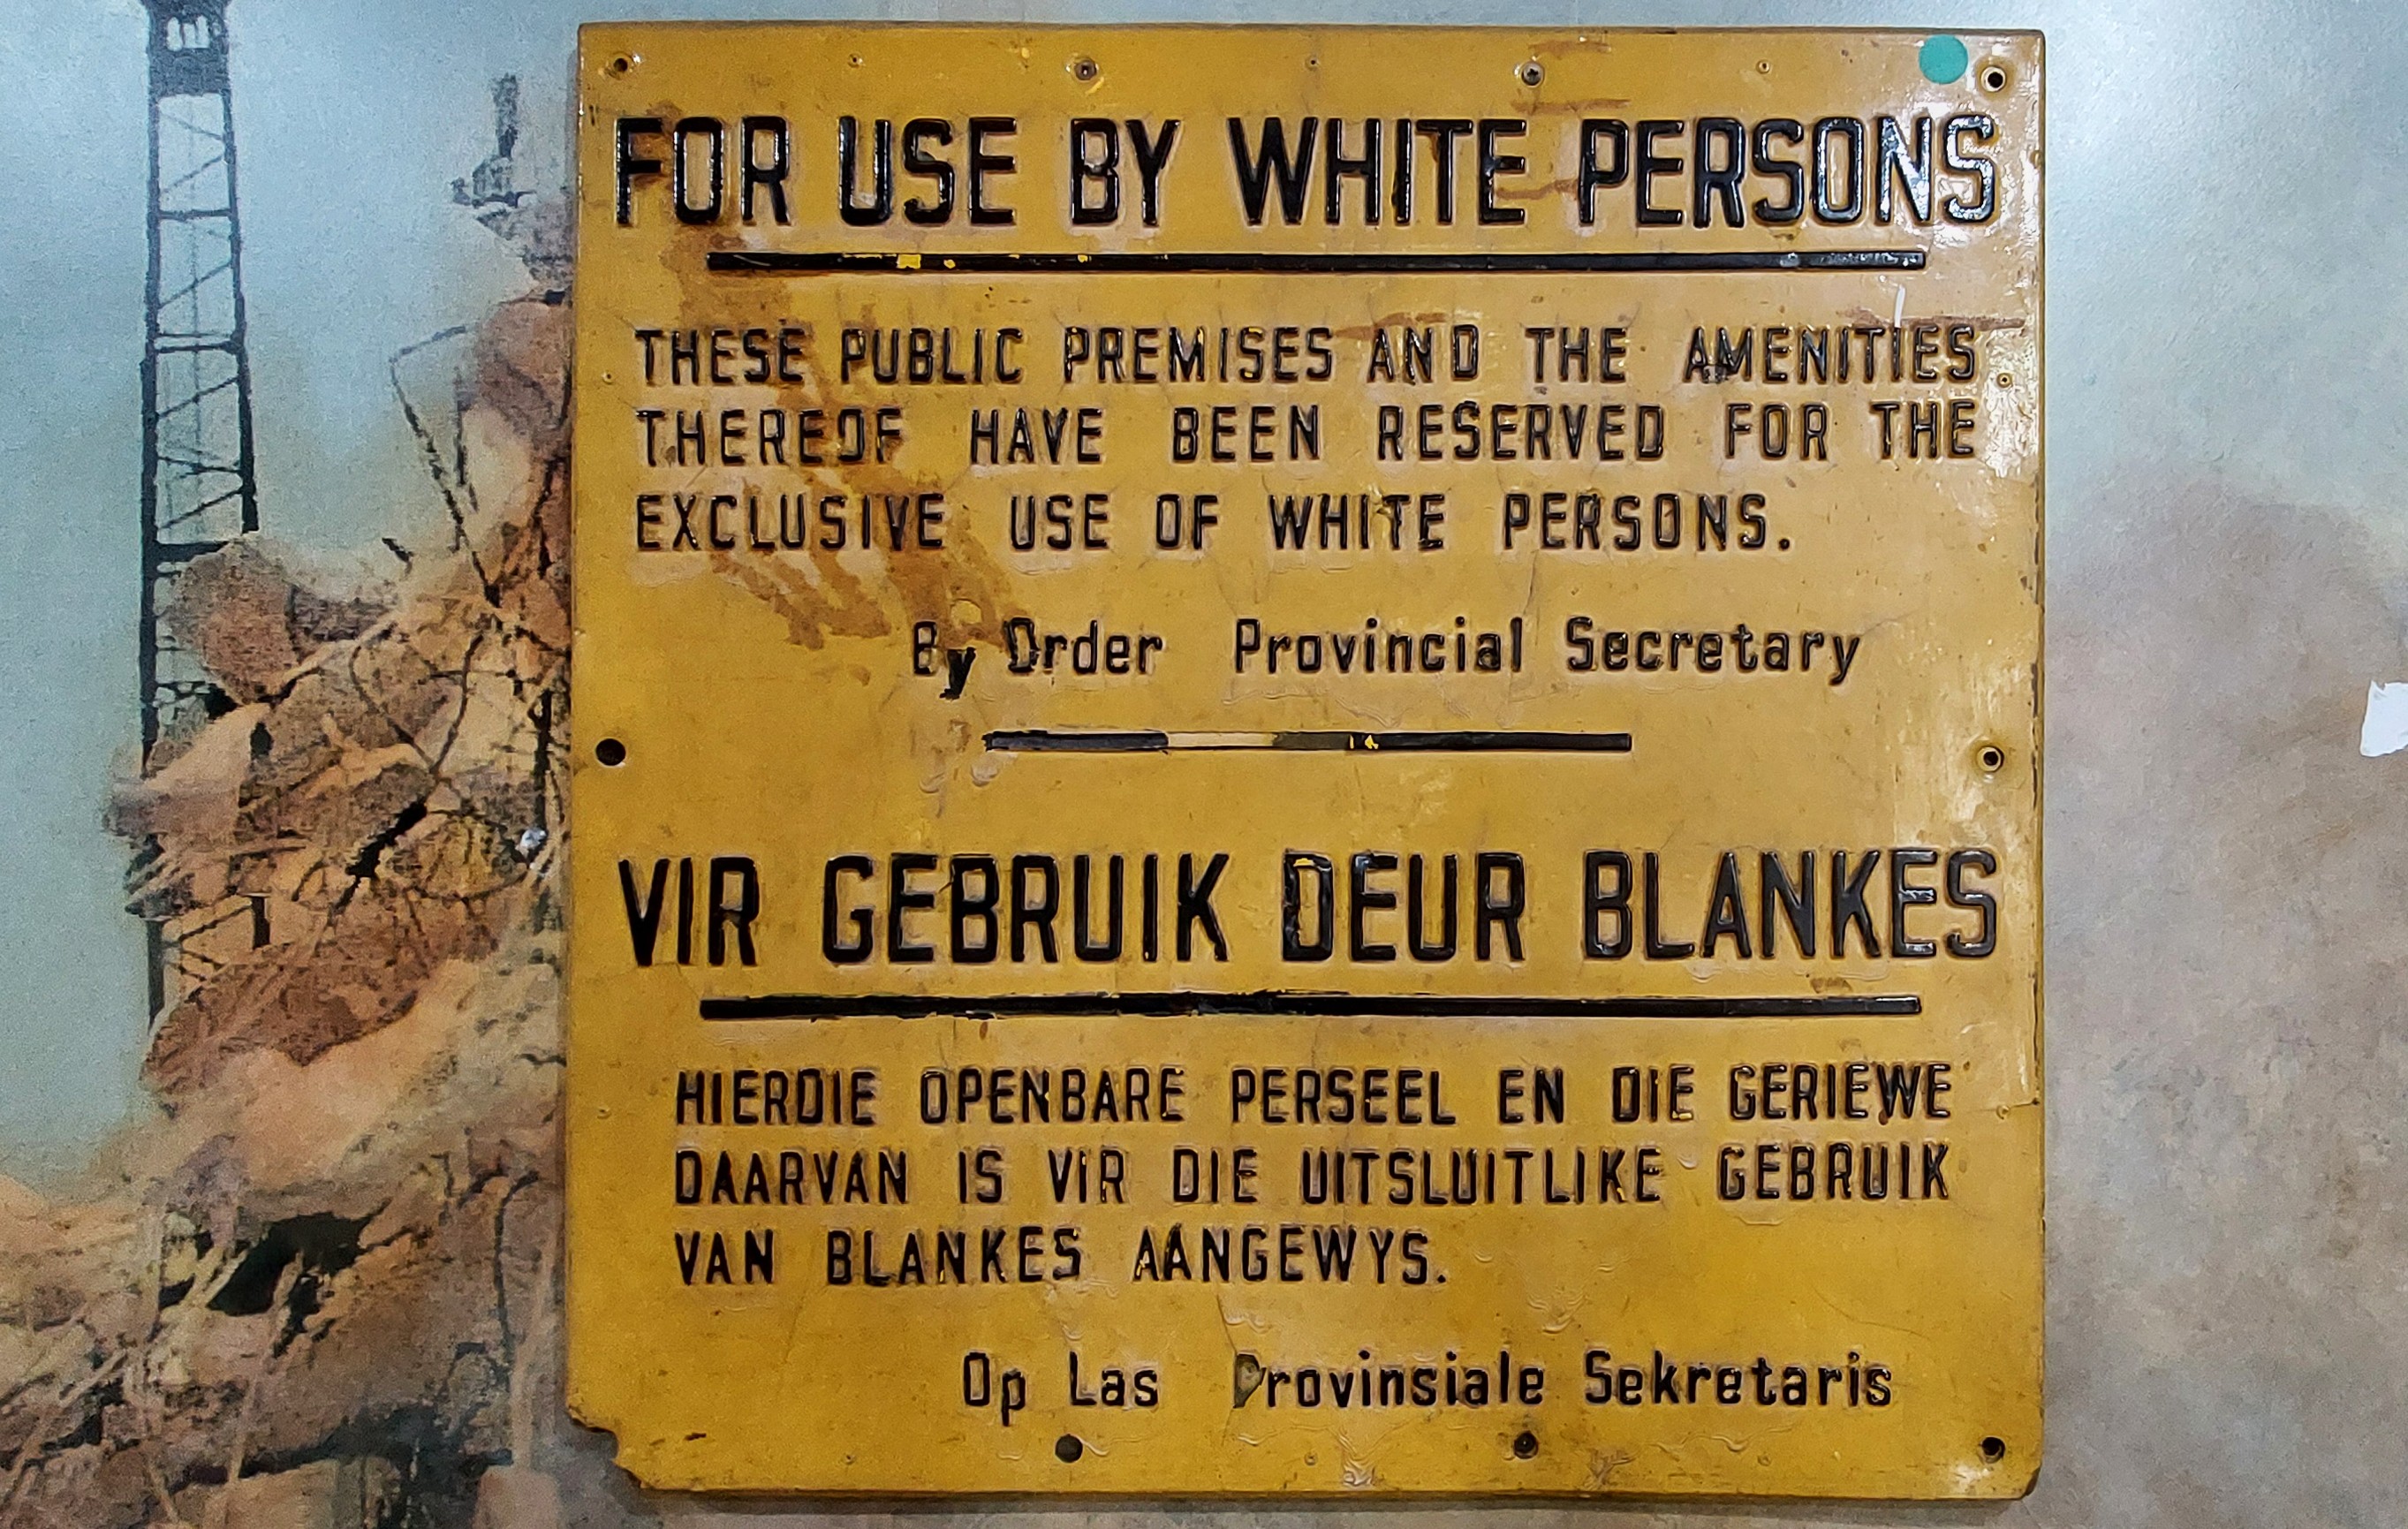 FOR USE BY WHITE PERSONS
THESE PUBLIC PREMISES AND THE AMENITIES
THEREOF HAVE BEEN RESERVED FOR THE
EXCLUSIVE USE OF WHITE PERSONS.
By Order Provincial Secretary
VIR GEBRUIK DEUR BLANKES
HIERDIE OPENBARE PERSEEL EN DIE GERIEWE
DAARVAN IS VIR DIE UITSLUITLIKE GEBRUIK
VAN BLANKES AANGEWYS.
Op Las Provinsiale Sekretaris